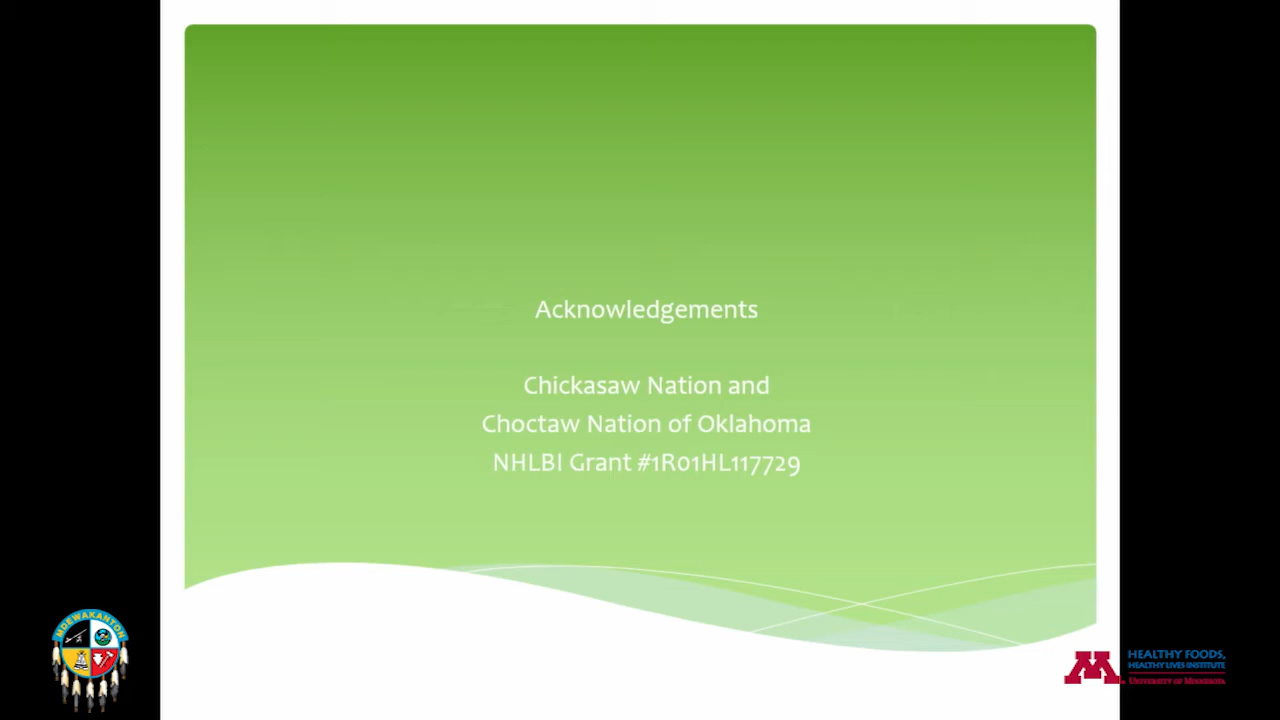 Acknowledgements
Chickasaw Nation and
Choctaw Nation of Oklahoma
NHLBI Grant #1R01HL117729
MDEWAKANTON
HEALTHY FOODS,
HEALTHY LIVES INSTITUTE
UNIVERSITY OF MINNESOTA
M